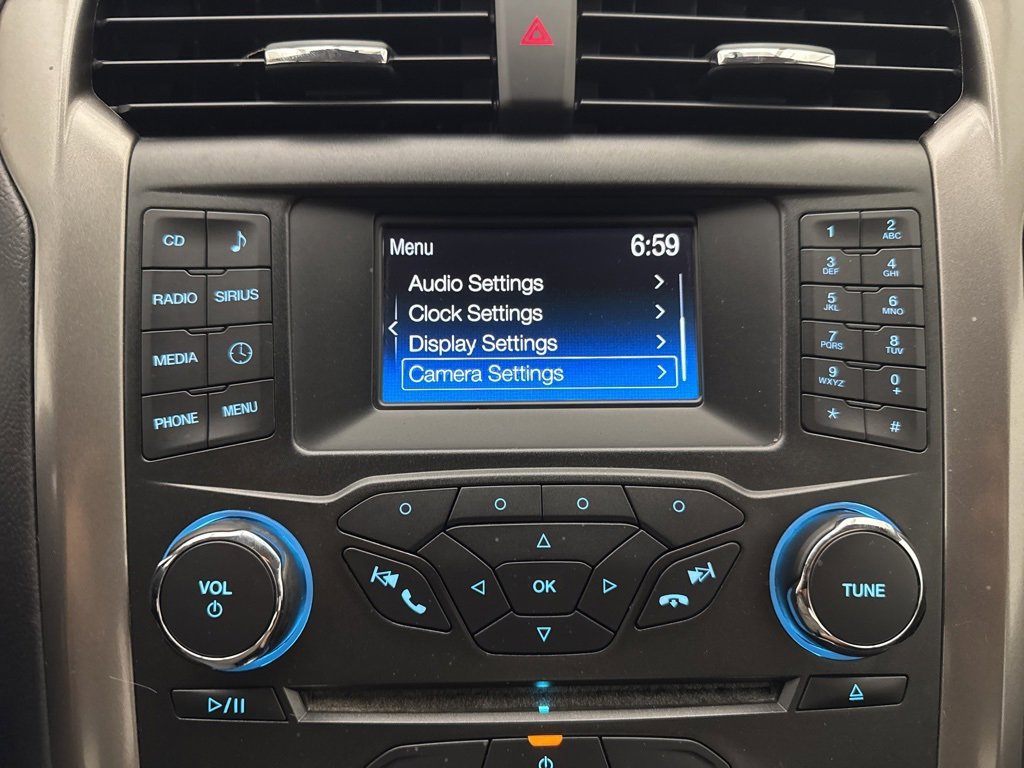 Menu 6:59
Audio Settings
Clock Settings
Display Settings
Camera Settings
CD
RADIO SIRIUS
MEDIA
PHONE MENU
1 2 ABC
3 DEF 4 GHI
5 JKL 6 MNO
7 PQRS 8 TUV
9 WXYZ 0 +
* #
VOL
OK
TUNE